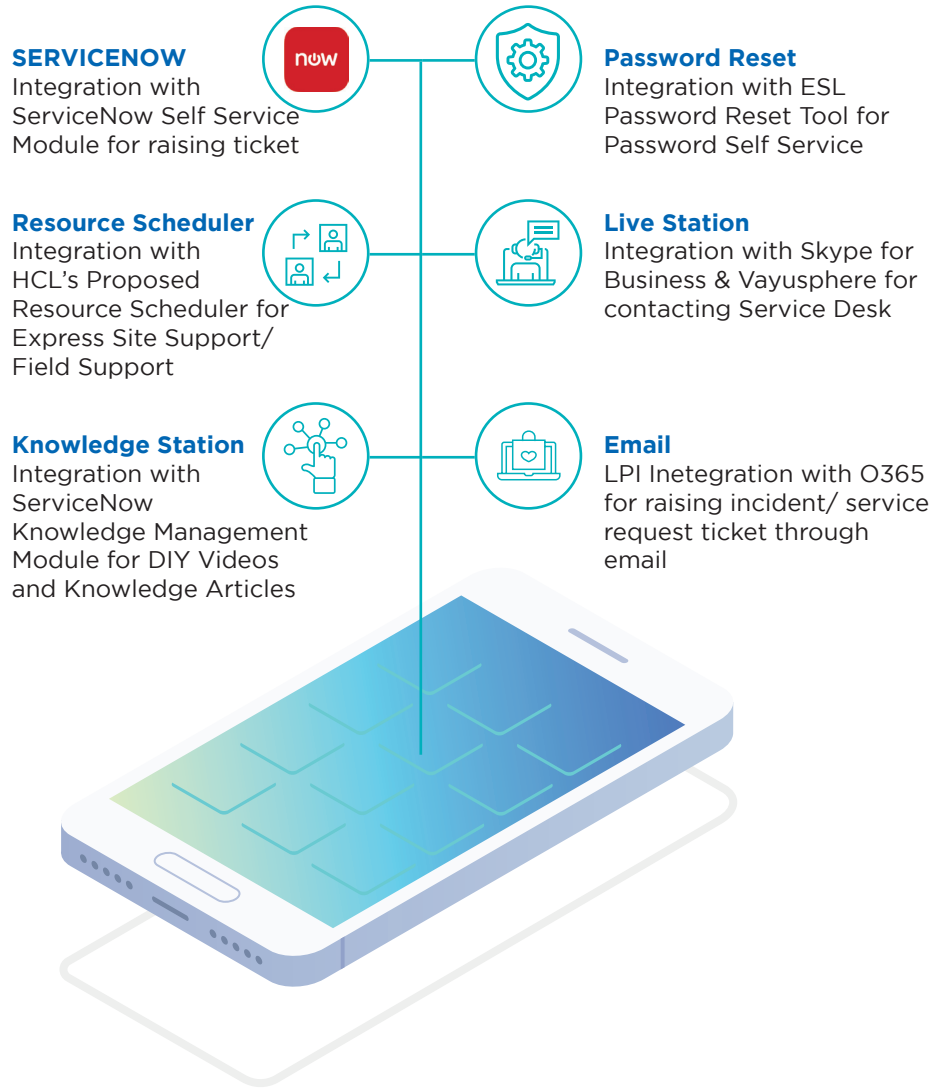 SERVICENOW
Integration with
ServiceNow Self Service
Module for raising ticket
now
Password Reset
Integration with ESL
Password Reset Tool for
Password Self Service
Resource Scheduler
Integration with
HCL's Proposed
Resource Scheduler for
Express Site Support/
Field Support
Live Station
Integration with Skype for
Business & Vayusphere for
contacting Service Desk
Knowledge Station
Integration with
ServiceNow
Knowledge Management
Module for DIY Videos
and Knowledge Articles
Email
LPI Inetegration with O365
for raising incident/ service
request ticket through
email